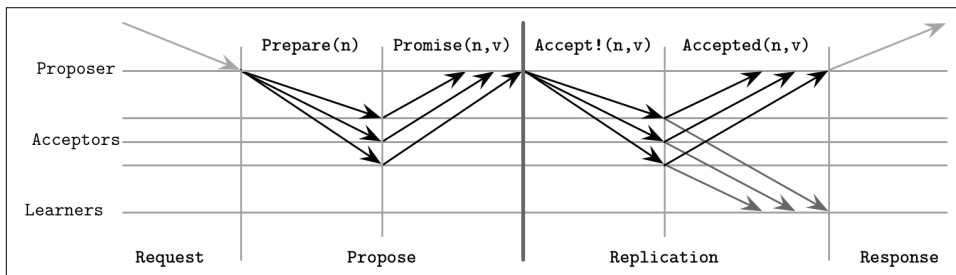 Prepare(n) Promise(n,v) Accept!(n,v) Accepted(n,v)
Proposer
Acceptors
Learners
Request Propose Replication Response